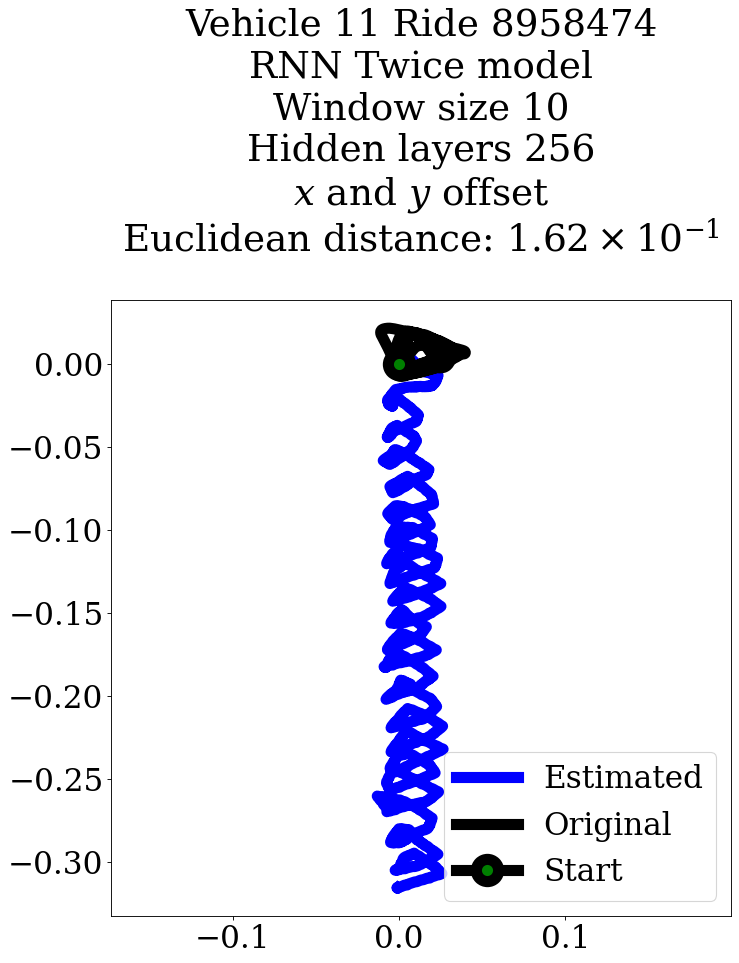 Vehicle 11 Ride 8958474
RNN Twice model
Window size 10
Hidden layers 256
x and y offset
Euclidean distance: 1.62 × 10⁻¹
0.00
−0.05
−0.10
−0.15
−0.20
−0.25
−0.30
Estimated
Original
Start
−0.1
0.0
0.1